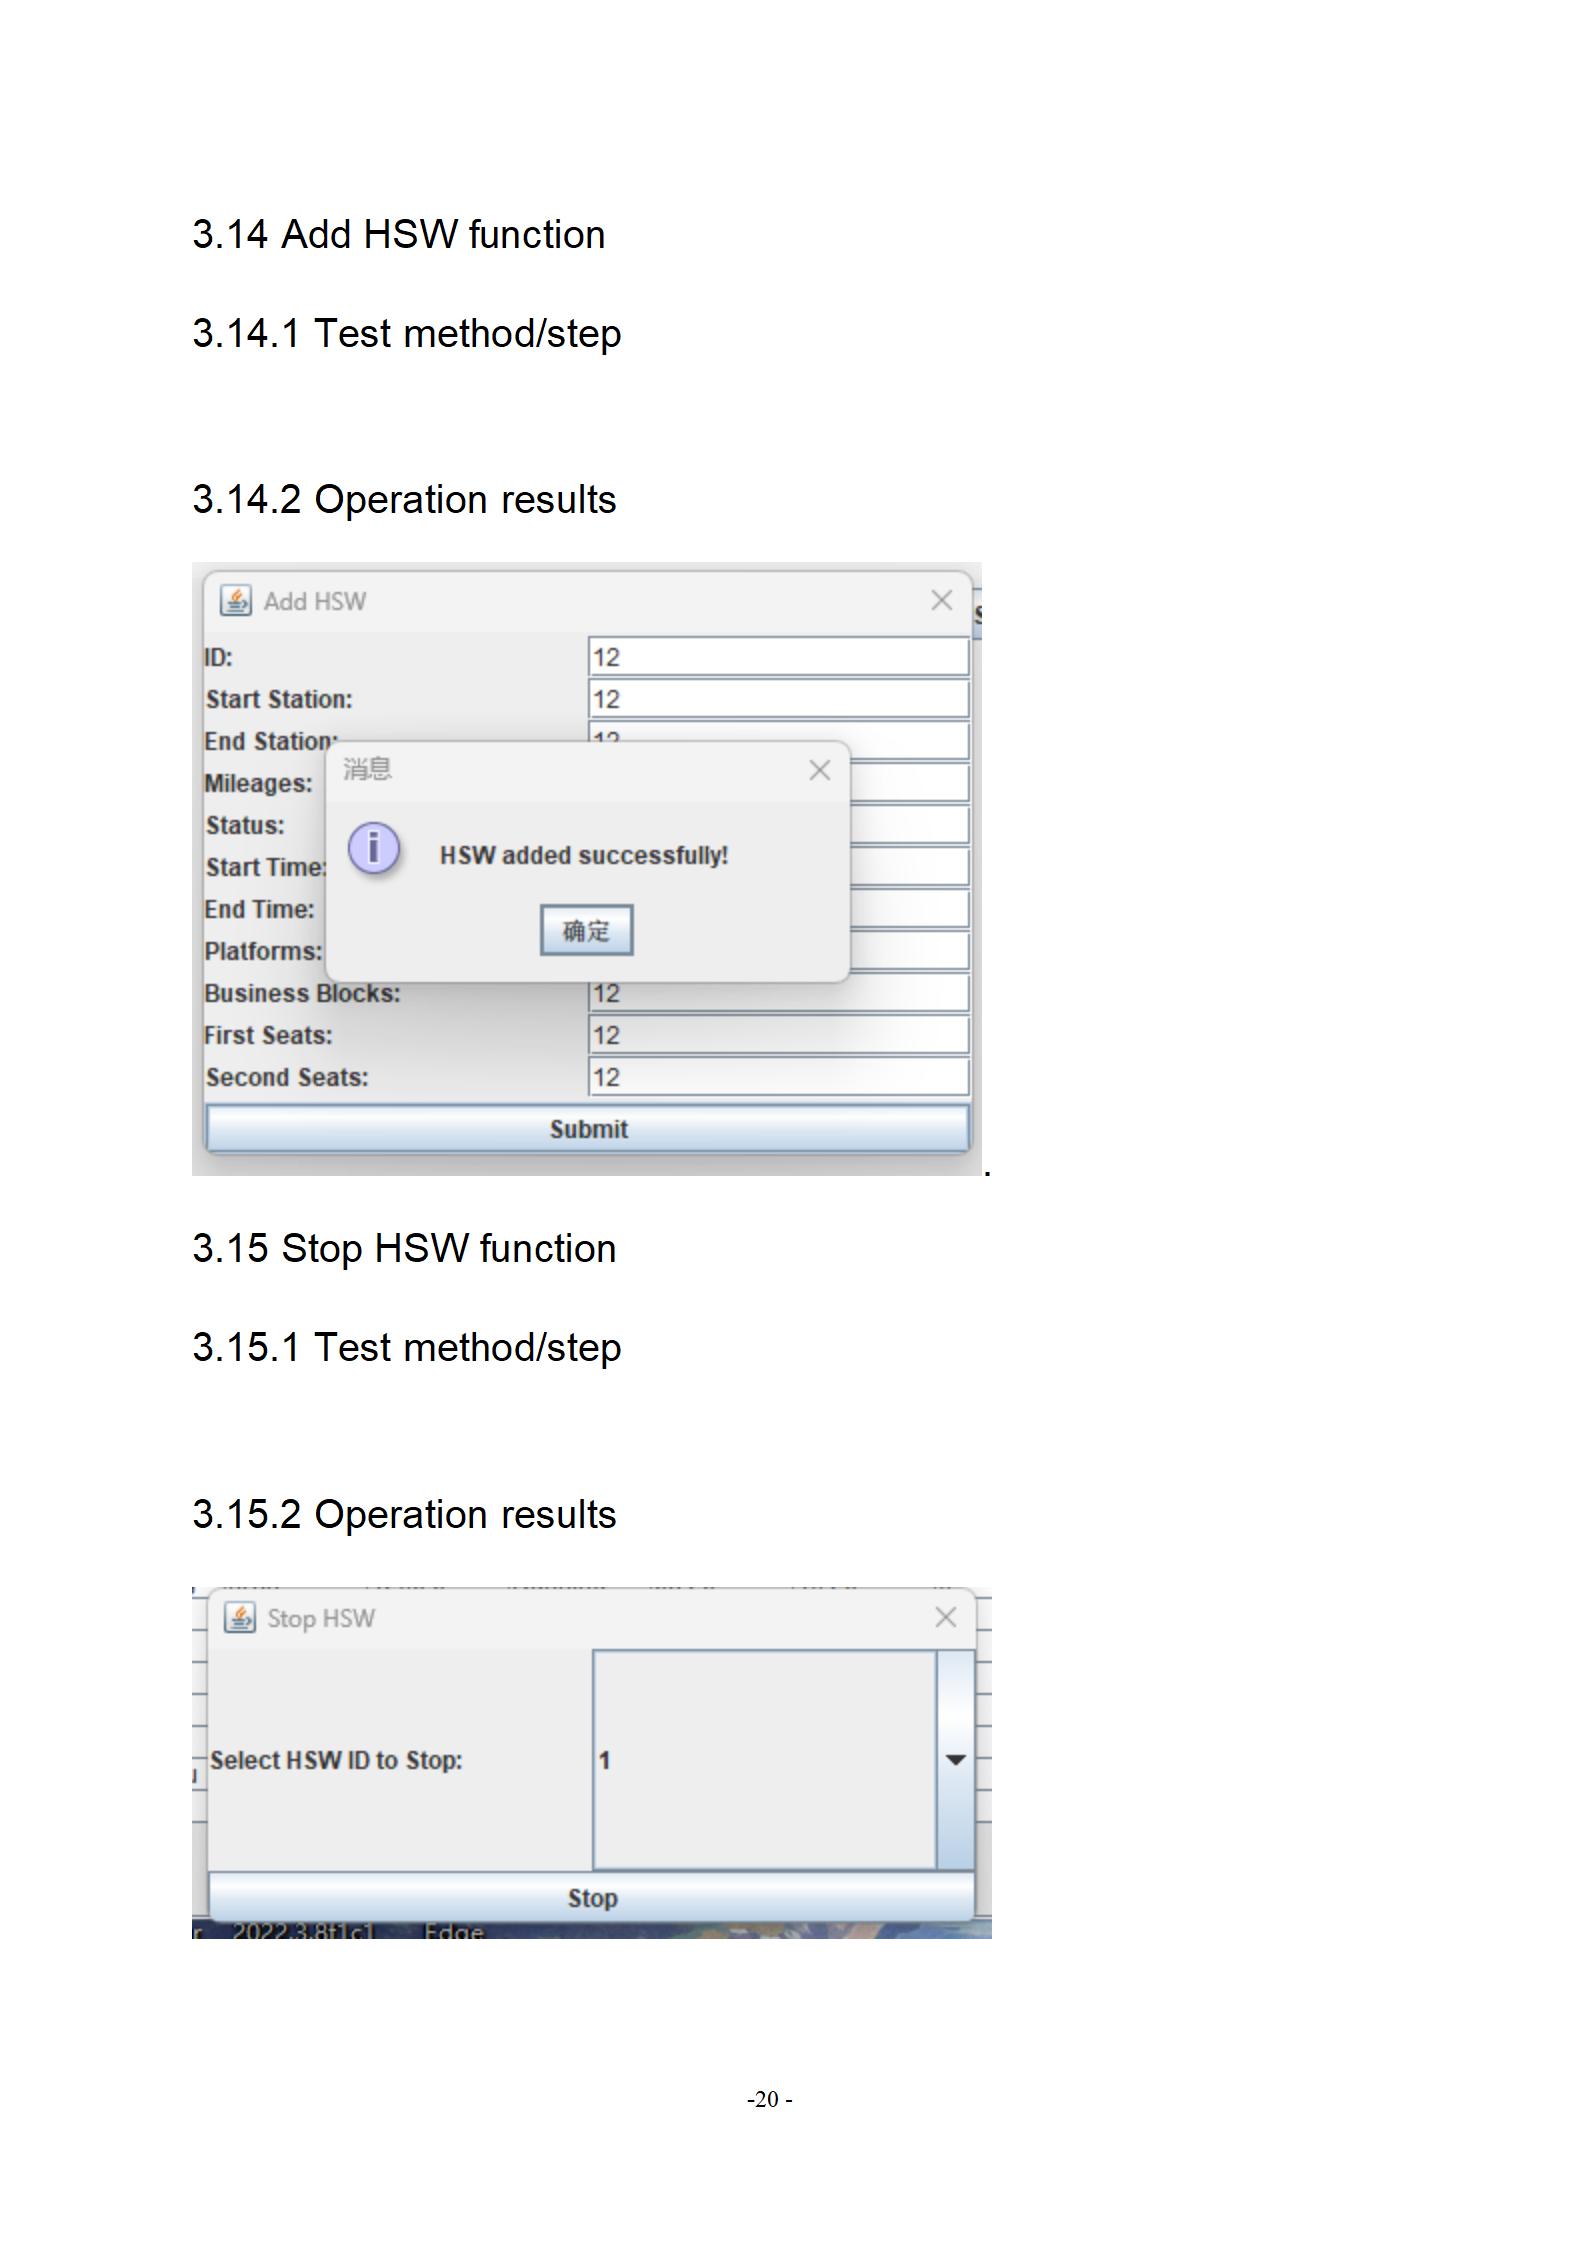 3.14 Add HSW function
3.14.1 Test method/step
3.14.2 Operation results
Add HSW
ID: 12
Start Station: 12
End Station: 12
消息
Mileages:
Status:
HSW added successfully!
Start Time:
End Time:
确定
Platforms:
Business Blocks: 12
First Seats: 12
Second Seats: 12
Submit
.
3.15 Stop HSW function
3.15.1 Test method/step
3.15.2 Operation results
Stop HSW
Select HSW ID to Stop: 1
Stop
2022.3.8f1c1 Edge
-20 -